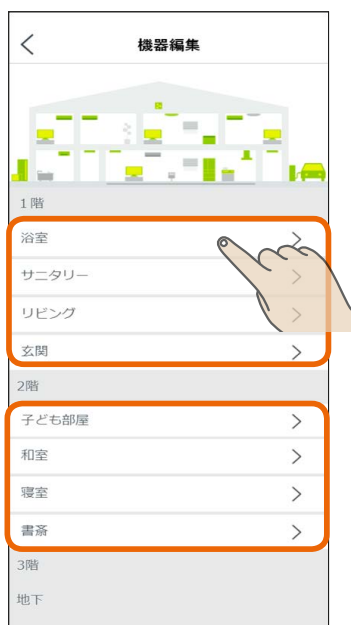 機器編集
1階
浴室
サニタリー
リビング
玄関
2階
子ども部屋
和室
寝室
書斎
3階
地下